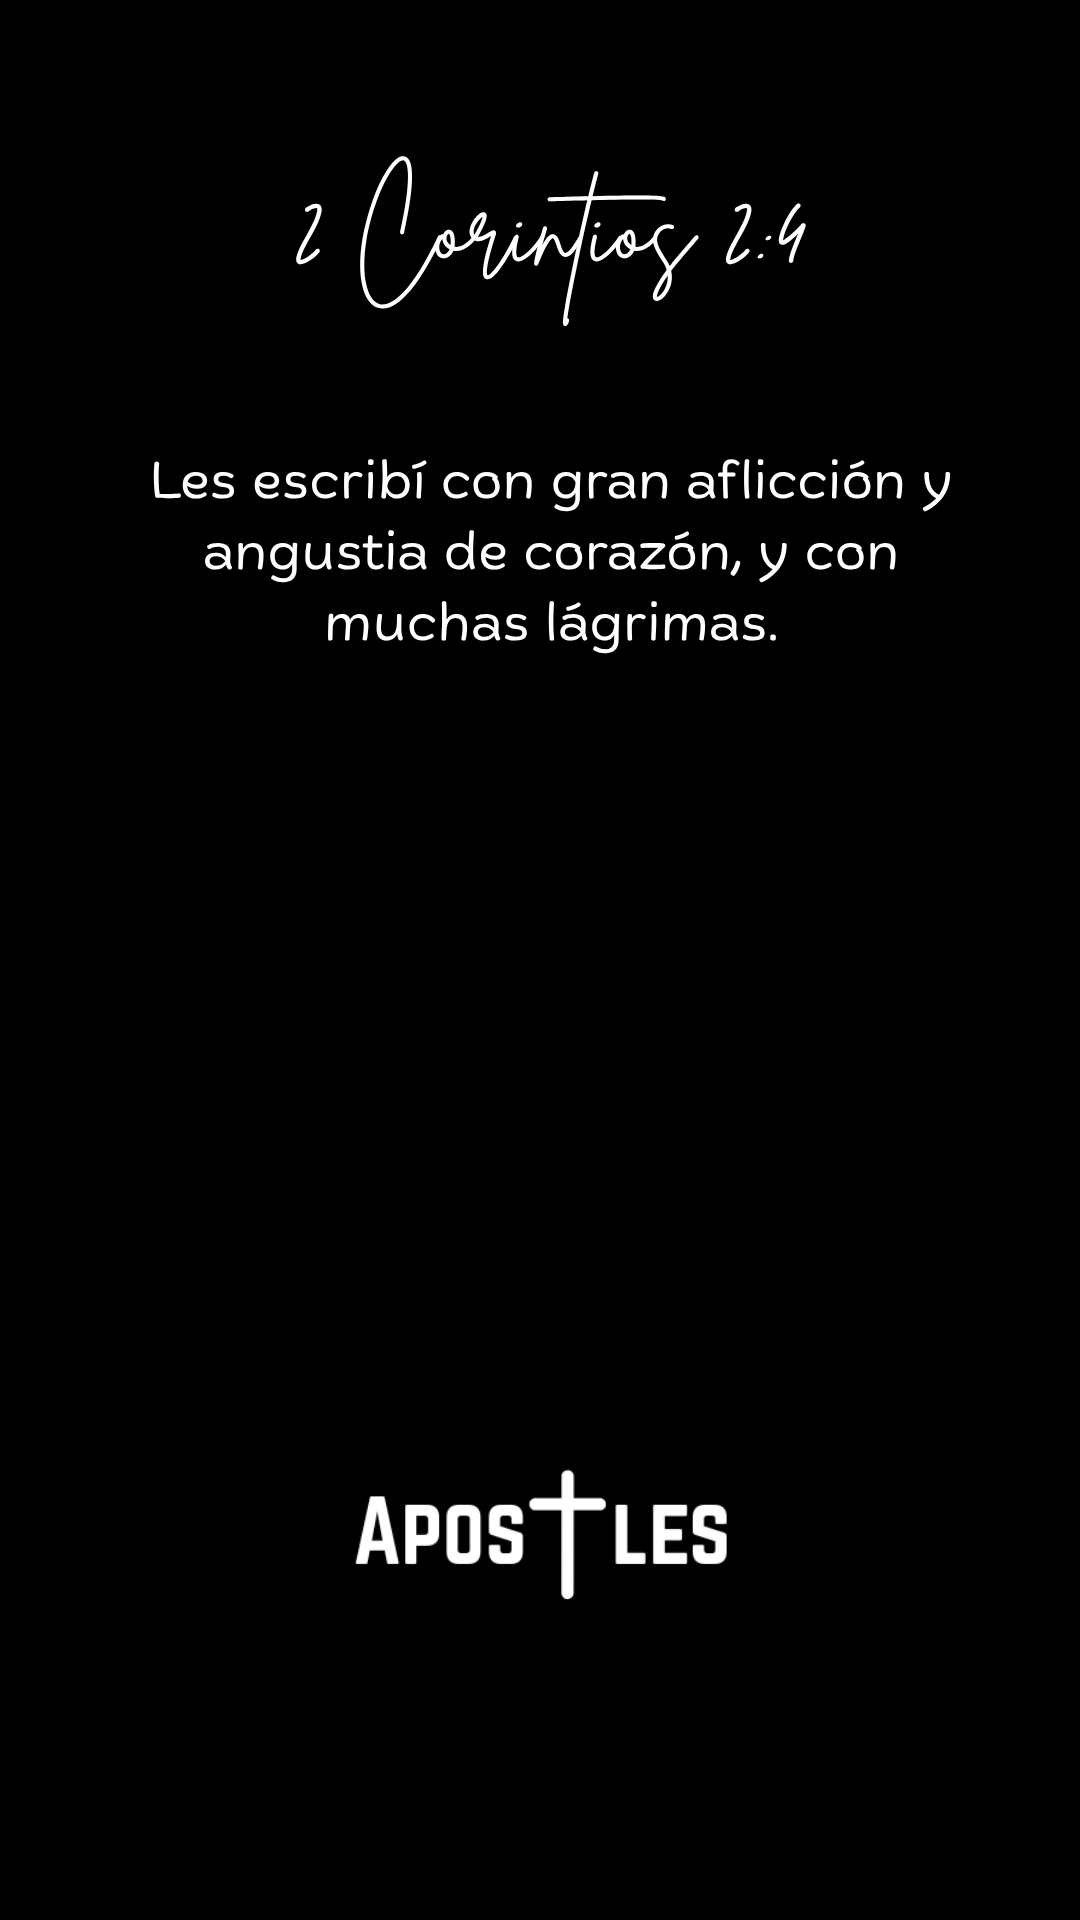 2 Corintios 2:4
Les escribí con gran aflicción y
angustia de corazón, y con
muchas lágrimas.
APOSTLES